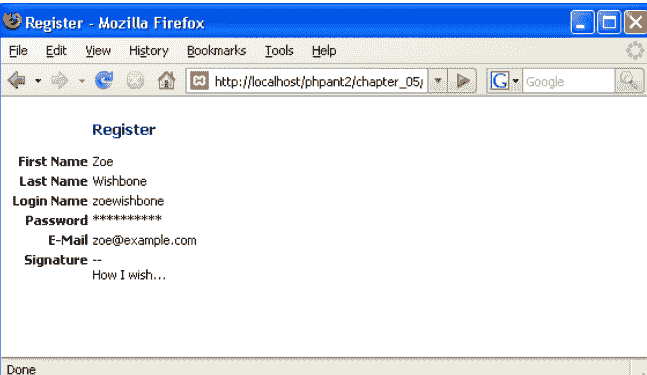 Register - Mozilla Firefox
File Edit View History Bookmarks Tools Help
http://localhost/phpant2/chapter_05/ G Google
Register
First Name Zoe
Last Name Wishbone
Login Name zoewishbone
Password **********
E-Mail zoe@example.com
Signature --
How I wish...
Done